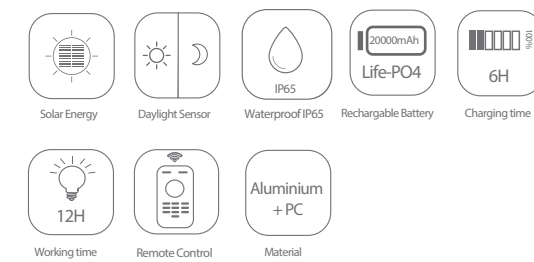 IP65
20000mAh
Life-PO4
100%
6H
Solar Energy
Daylight Sensor
Waterproof IP65
Rechargable Battery
Charging time
12H
Aluminium
+ PC
Working time
Remote Control
Material